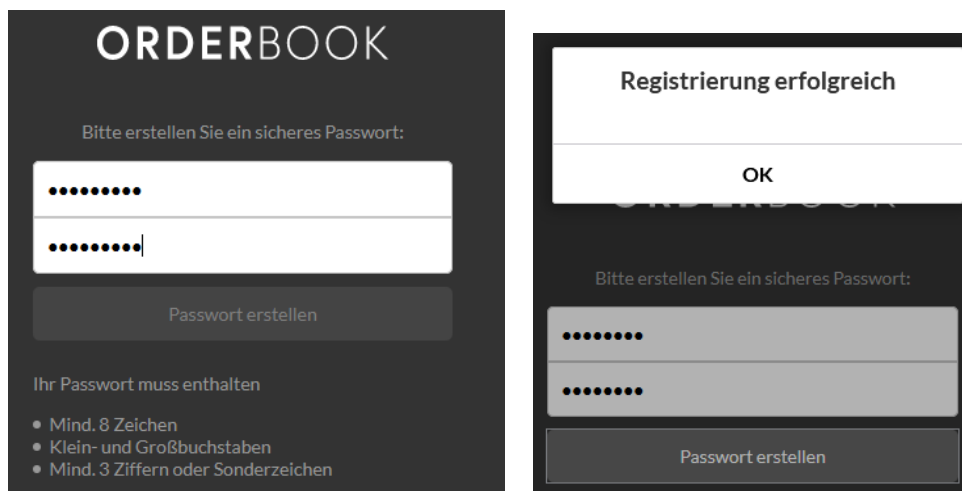 ORDERBOOK
Bitte erstellen Sie ein sicheres Passwort:
•••••••••
•••••••••
Passwort erstellen
Ihr Passwort muss enthalten
• Mind. 8 Zeichen
• Klein- und Großbuchstaben
• Mind. 3 Ziffern oder Sonderzeichen
Registrierung erfolgreich
OK
ORDERBOOK
Bitte erstellen Sie ein sicheres Passwort:
••••••••
••••••••
Passwort erstellen